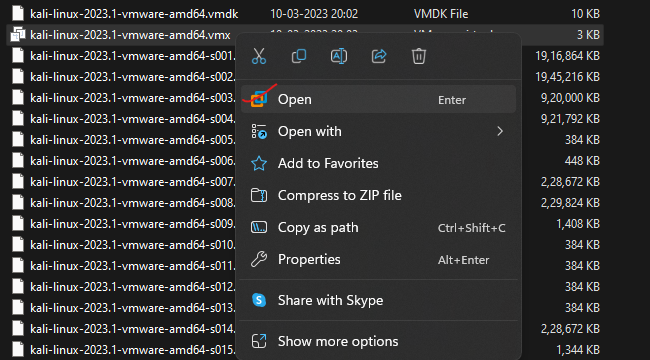 kali-linux-2023.1-vmware-amd64.vmdk 10-03-2023 20:02 VMDK File 10 KB
kali-linux-2023.1-vmware-amd64.vmx 3 KB
kali-linux-2023.1-vmware-amd64-s001. 19,16,864 KB
kali-linux-2023.1-vmware-amd64-s002. 19,45,216 KB
kali-linux-2023.1-vmware-amd64-s003. 9,20,000 KB
Open Enter
kali-linux-2023.1-vmware-amd64-s004. 9,21,792 KB
Open with
kali-linux-2023.1-vmware-amd64-s005. 384 KB
kali-linux-2023.1-vmware-amd64-s006. 448 KB
Add to Favorites
kali-linux-2023.1-vmware-amd64-s007. 2,28,672 KB
Compress to ZIP file
kali-linux-2023.1-vmware-amd64-s008. 2,29,824 KB
kali-linux-2023.1-vmware-amd64-s009. 1,408 KB
Copy as path Ctrl+Shift+C
kali-linux-2023.1-vmware-amd64-s010. 384 KB
Properties Alt+Enter
kali-linux-2023.1-vmware-amd64-s011. 384 KB
kali-linux-2023.1-vmware-amd64-s012. 384 KB
Share with Skype
kali-linux-2023.1-vmware-amd64-s013. 384 KB
kali-linux-2023.1-vmware-amd64-s014. 2,28,672 KB
Show more options
kali-linux-2023.1-vmware-amd64-s015. 1,344 KB